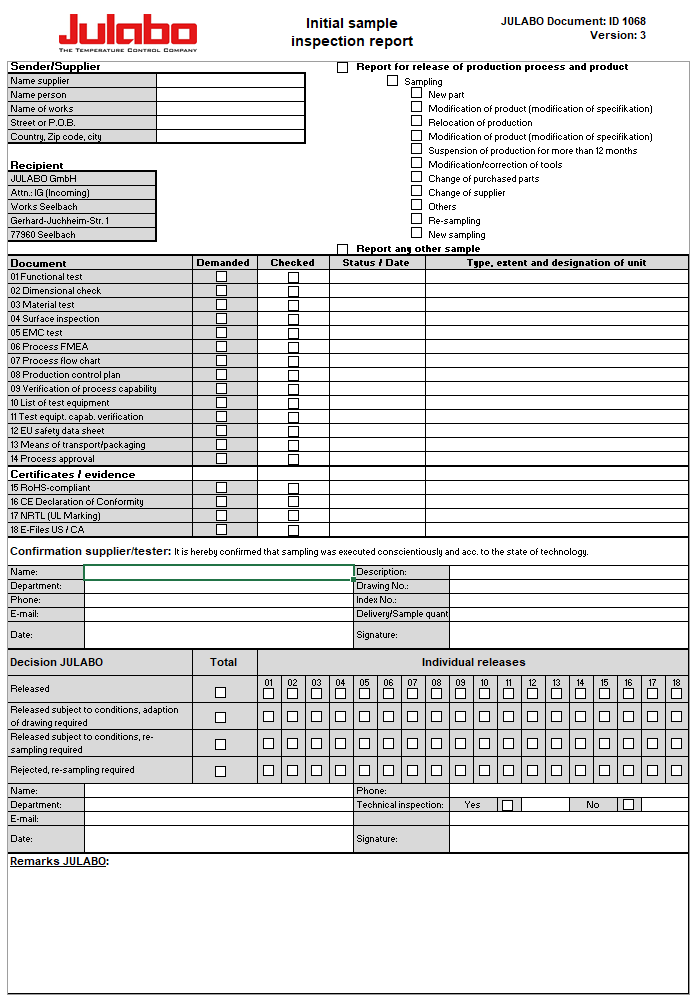 Julabo
THE TEMPERATURE CONTROL COMPANY
Initial sample
inspection report
JULABO Document: ID 1068
Version: 3
Sender/Supplier
Name supplier
Name person
Name of works
Street or P.O.B.
Country, Zip code, city
Recipient
JULABO GmbH
Attn.: IG (Incoming)
Works Seelbach
Gerhard-Juchheim-Str. 1
77960 Seelbach
Report for release of production process and product
Sampling
New part
Modification of product (modification of specifikation)
Relocation of production
Modification of product (modification of specifikation)
Suspension of production for more than 12 months
Modification/correction of tools
Change of purchased parts
Change of supplier
Others
Re-sampling
New sampling
Report any other sample
Document Demanded Checked Status / Date Type, extent and designation of unit
01 Functional test
02 Dimensional check
03 Material test
04 Surface inspection
05 EMC test
06 Process FMEA
07 Process flow chart
08 Production control plan
09 Verification of process capability
10 List of test equipment
11 Test equipt. capab. verification
12 EU safety data sheet
13 Means of transport/packaging
14 Process approval
Certificates / evidence
15 RoHS-compliant
16 CE Declaration of Conformity
17 NRTL (UL Marking)
18 E-Files US / CA
Confirmation supplier/tester: It is hereby confirmed that sampling was executed conscientiously and acc. to the state of technology.
Name: Description:
Department: Drawing No.:
Phone: Index No.:
E-mail: Delivery/Sample quant
Date: Signature:
Decision JULABO Total Individual releases
01 02 03 04 05 06 07 08 09 10 11 12 13 14 15 16 17 18
Released
Released subject to conditions, adaption
of drawing required
Released subject to conditions, re-
sampling required
Rejected, re-sampling required
Name: Phone:
Department: Technical inspection: Yes No
E-mail:
Date: Signature:
Remarks JULABO: